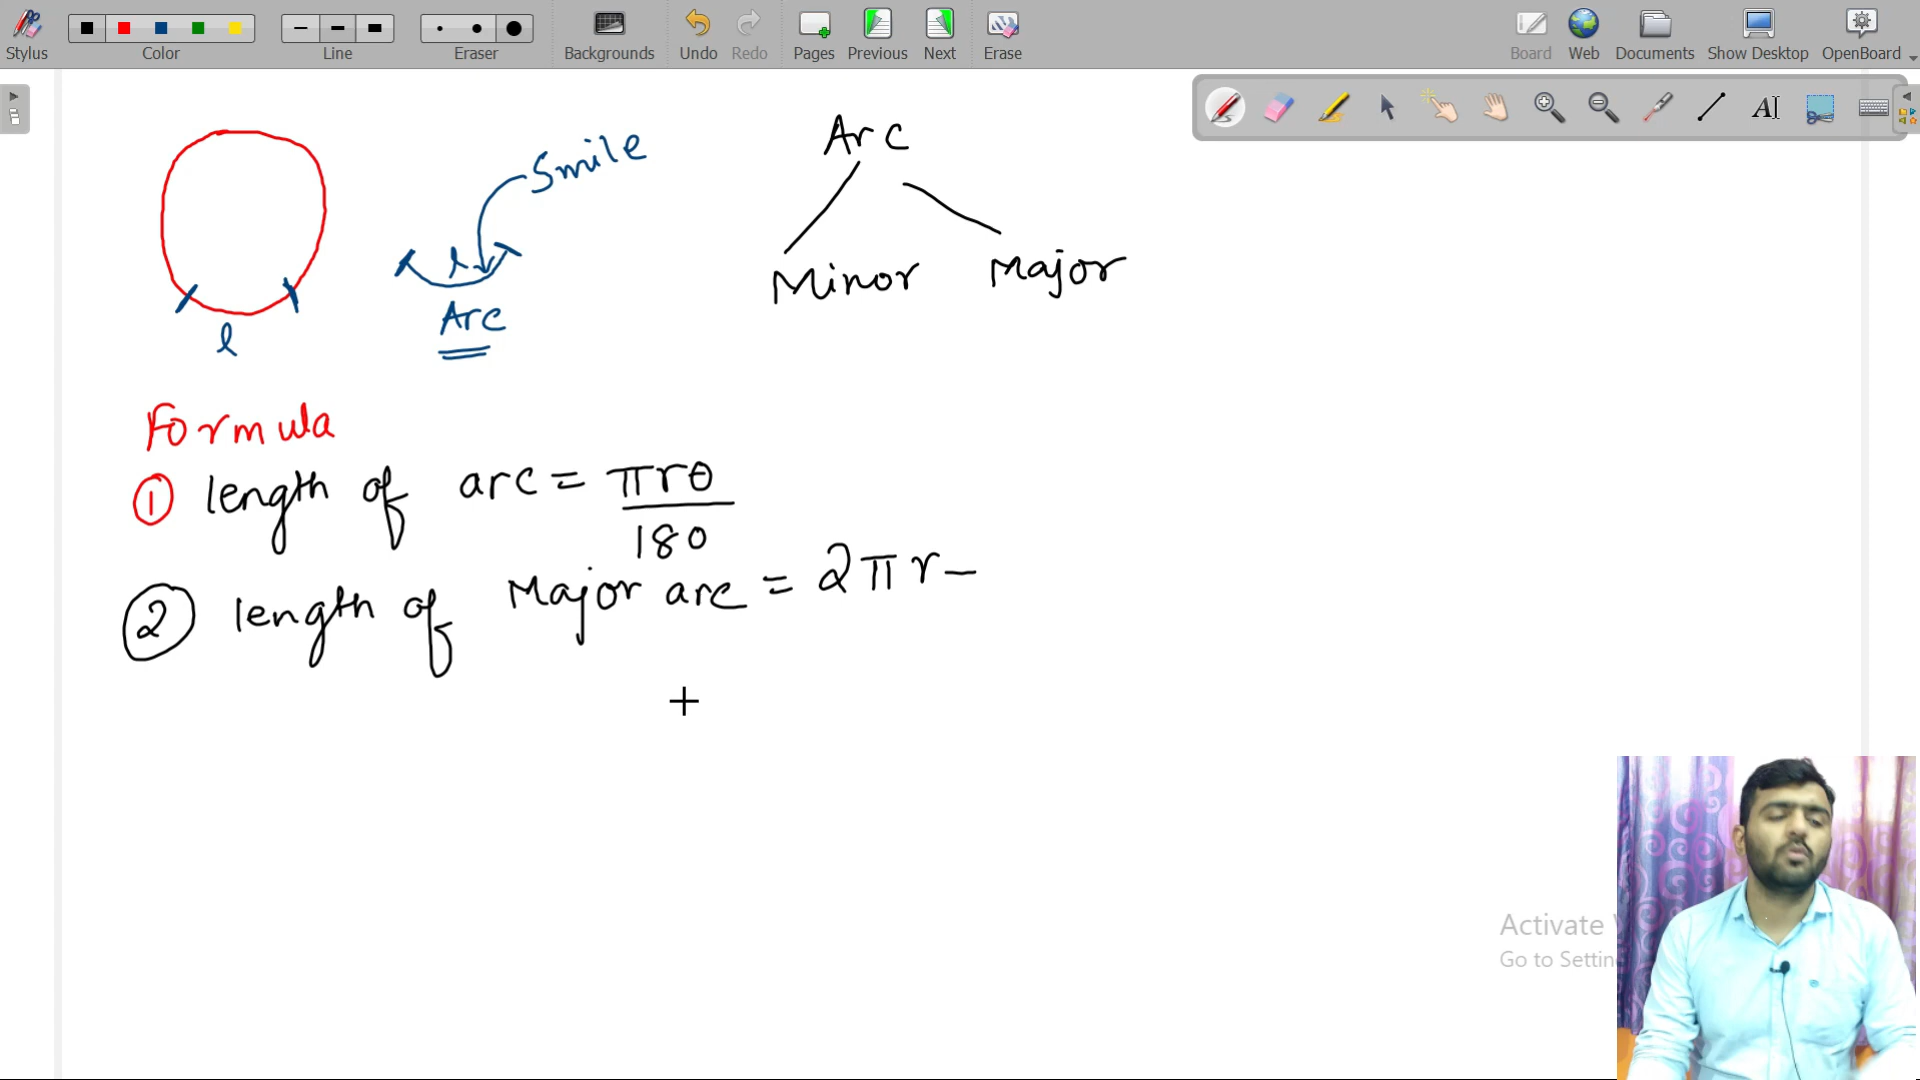 Stylus Color Line Eraser Backgrounds Undo Redo Pages Previous Next Erase Board Web Documents Show Desktop OpenBoard
Smile
Arc
Minor Major
l
l
Arc
Formula
① length of arc = πrθ
180
② length of Major arc = 2πr –
Activate
Go to Settin